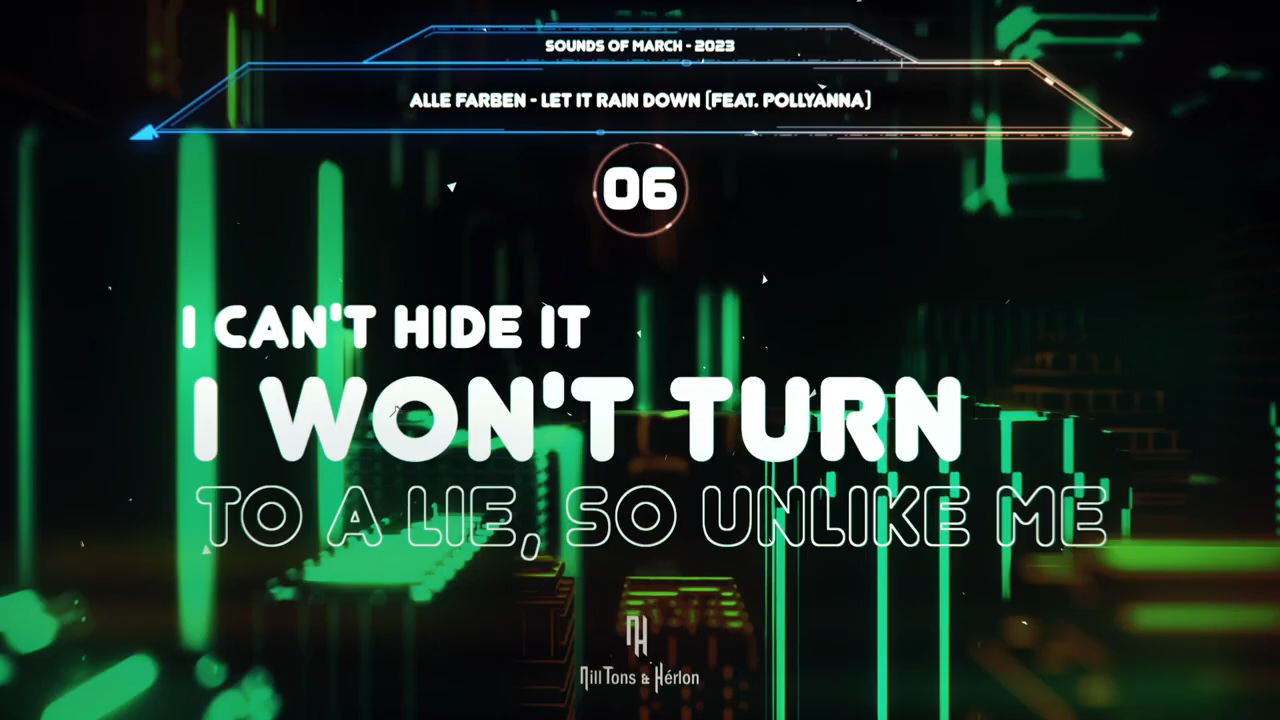 SOUNDS OF MARCH - 2023
ALLE FARBEN - LET IT RAIN DOWN (FEAT. POLLYANNA)
06
I CAN'T HIDE IT
I WON'T TURN
TO A LIE, SO UNLIKE ME
NH
NillTons & Hérlon